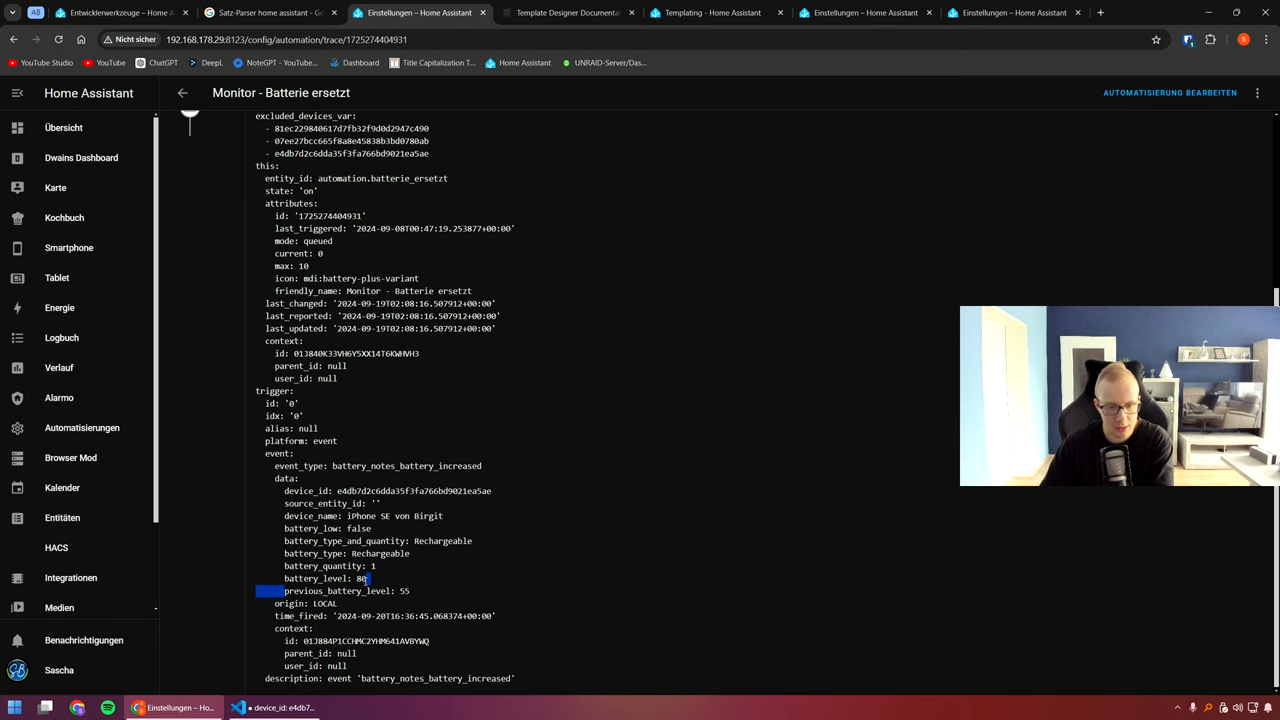 AB
Entwicklerwerkzeuge – Home A
Satz-Parser home assistant - Go
Einstellungen – Home Assistant
Template Designer Documentat
Templating - Home Assistant
Einstellungen – Home Assistant
Einstellungen – Home Assistant
Nicht sicher
192.168.178.29:8123/config/automation/trace/1725274404931
YouTube Studio
YouTube
ChatGPT
DeepL
NoteGPT - YouTube...
Dashboard
Title Capitalization T...
Home Assistant
UNRAID-Server/Das...
Home Assistant
Monitor - Batterie ersetzt
AUTOMATISIERUNG BEARBEITEN
Übersicht
Dwains Dashboard
Karte
Kochbuch
Smartphone
Tablet
Energie
Logbuch
Verlauf
Alarmo
Automatisierungen
Browser Mod
Kalender
Entitäten
HACS
Integrationen
Medien
Benachrichtigungen
Sascha
excluded_devices_var:
- 81ec229840617d7fb32f9d0d2947c490
- 07ee27bcc665f8a8e45838b3bd0780ab
- e4db7d2c6dda35f3fa766bd9021ea5ae
this:
entity_id: automation.batterie_ersetzt
state: 'on'
attributes:
id: '1725274404931'
last_triggered: '2024-09-08T00:47:19.253877+00:00'
mode: queued
current: 0
max: 10
icon: mdi:battery-plus-variant
friendly_name: Monitor - Batterie ersetzt
last_changed: '2024-09-19T02:08:16.507912+00:00'
last_reported: '2024-09-19T02:08:16.507912+00:00'
last_updated: '2024-09-19T02:08:16.507912+00:00'
context:
id: 01J840K33VH6Y5XX14T6KWHVH3
parent_id: null
user_id: null
trigger:
id: '0'
idx: '0'
alias: null
platform: event
event:
event_type: battery_notes_battery_increased
data:
device_id: e4db7d2c6dda35f3fa766bd9021ea5ae
source_entity_id: ''
device_name: iPhone SE von Birgit
battery_low: false
battery_type_and_quantity: Rechargeable
battery_type: Rechargeable
battery_quantity: 1
battery_level: 80
previous_battery_level: 55
origin: LOCAL
time_fired: '2024-09-20T16:36:45.068374+00:00'
context:
id: 01J884P1CCHMC2YHM641AVBYWQ
parent_id: null
user_id: null
description: event 'battery_notes_battery_increased'
Einstellungen – Ho...
● device_id: e4db7...